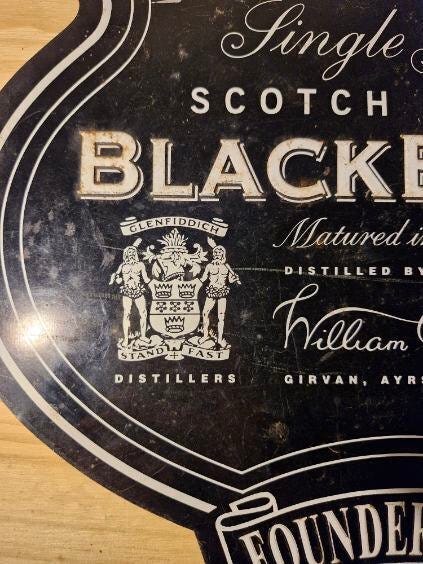 Single
SCOTCH
BLACKE
Matured in
GLENFIDDICH
DISTILLED BY
William
STAND FAST
DISTILLERS
GIRVAN, AYRS
FOUNDER